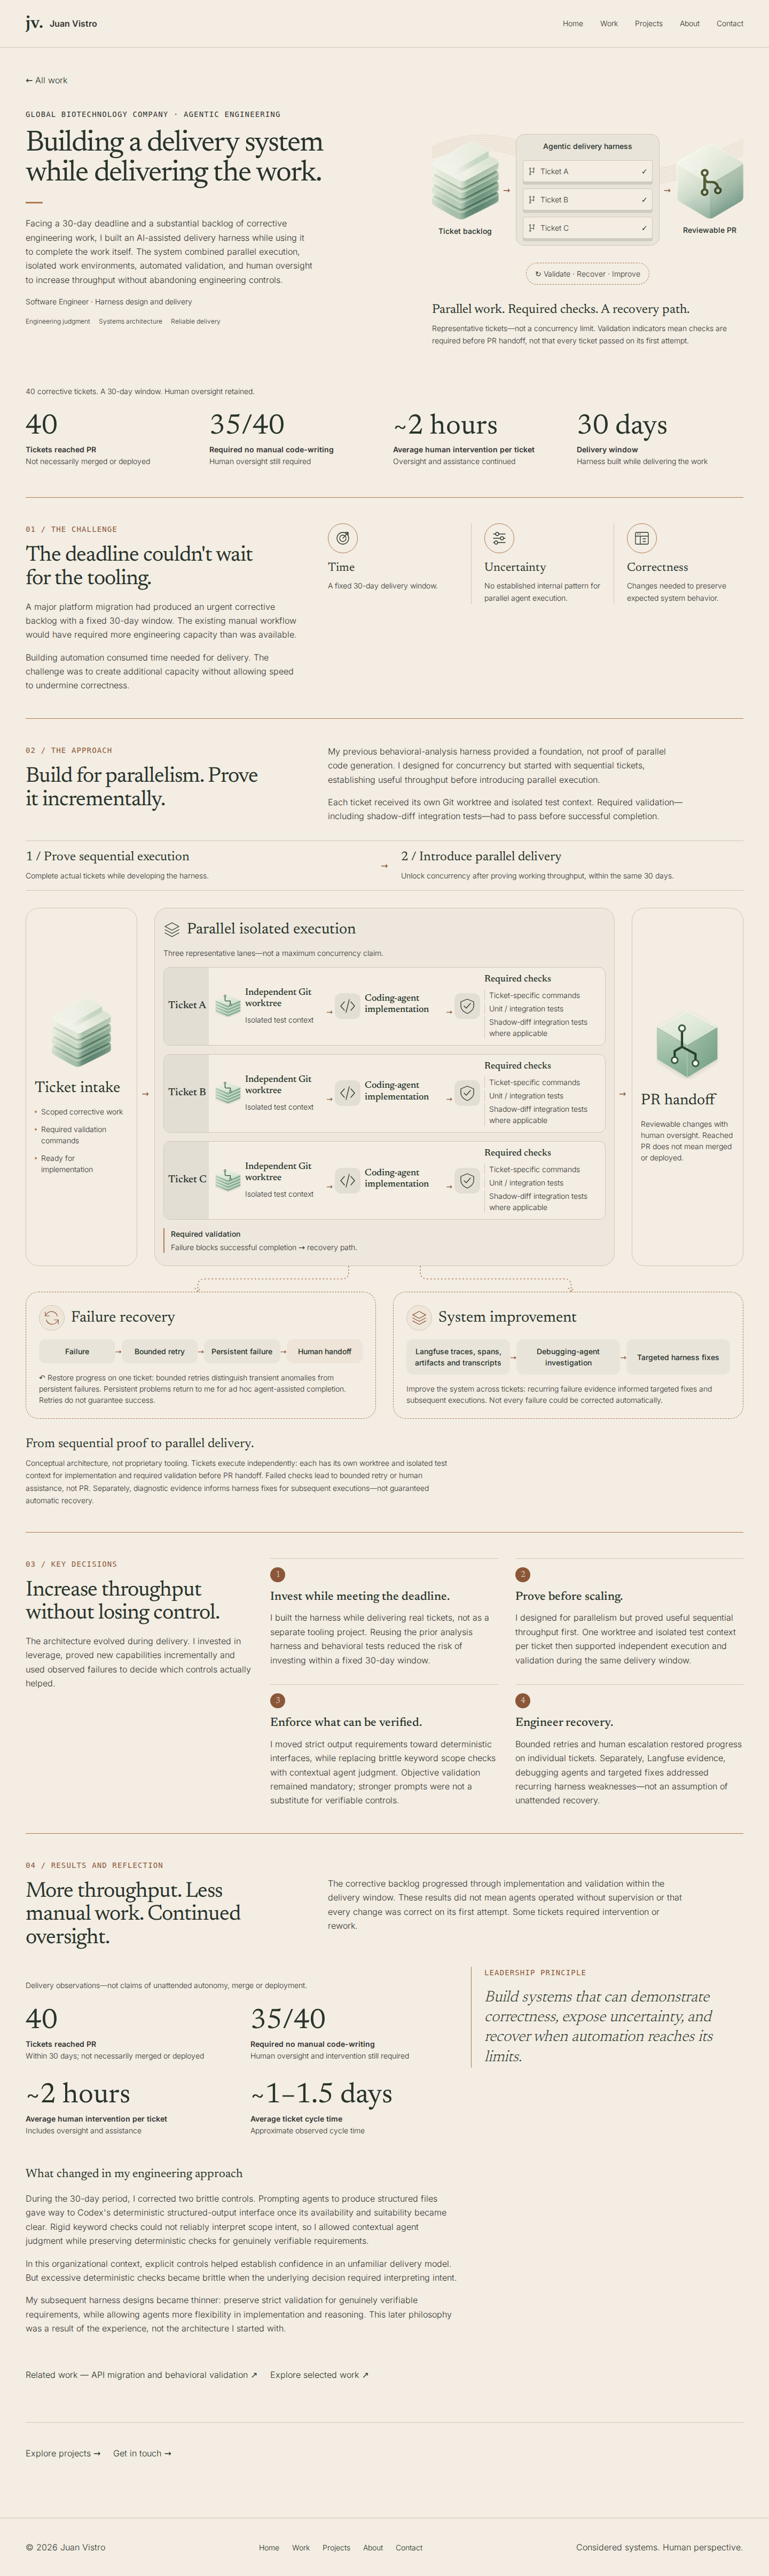 jv. Juan Vistro
Home Work Projects About Contact
← All work
GLOBAL BIOTECHNOLOGY COMPANY · AGENTIC ENGINEERING
Building a delivery system
while delivering the work.
Facing a 30-day deadline and a substantial backlog of corrective
engineering work, I built an AI-assisted delivery harness while using it
to complete the work itself. The system combined parallel execution,
isolated work environments, automated validation, and human oversight
to increase throughput without abandoning engineering controls.
Software Engineer · Harness design and delivery
Engineering judgment Systems architecture Reliable delivery
Ticket backlog
→
Agentic delivery harness
Ticket A ✓
Ticket B ✓
Ticket C ✓
→
Reviewable PR
↻ Validate · Recover · Improve
Parallel work. Required checks. A recovery path.
Representative tickets—not a concurrency limit. Validation indicators mean checks are
required before PR handoff, not that every ticket passed on its first attempt.
40 corrective tickets. A 30-day window. Human oversight retained.
40
Tickets reached PR
Not necessarily merged or deployed
35/40
Required no manual code-writing
Human oversight still required
~2 hours
Average human intervention per ticket
Oversight and assistance continued
30 days
Delivery window
Harness built while delivering the work
01 / THE CHALLENGE
The deadline couldn't wait
for the tooling.
A major platform migration had produced an urgent corrective
backlog with a fixed 30-day window. The existing manual workflow
would have required more engineering capacity than was available.
Building automation consumed time needed for delivery. The
challenge was to create additional capacity without allowing speed
to undermine correctness.
Time
A fixed 30-day delivery window.
Uncertainty
No established internal pattern for
parallel agent execution.
Correctness
Changes needed to preserve
expected system behavior.
02 / THE APPROACH
Build for parallelism. Prove
it incrementally.
My previous behavioral-analysis harness provided a foundation, not proof of parallel
code generation. I designed for concurrency but started with sequential tickets,
establishing useful throughput before introducing parallel execution.
Each ticket received its own Git worktree and isolated test context. Required validation—
including shadow-diff integration tests—had to pass before successful completion.
1 / Prove sequential execution
Complete actual tickets while developing the harness.
→
2 / Introduce parallel delivery
Unlock concurrency after proving working throughput, within the same 30 days.
Ticket intake
• Scoped corrective work
• Required validation
commands
• Ready for
implementation
→
Parallel isolated execution
Three representative lanes—not a maximum concurrency claim.
Ticket A
Independent Git
worktree
Isolated test context
→
Coding-agent
implementation
→
Required checks
Ticket-specific commands
Unit / integration tests
Shadow-diff integration tests
where applicable
Ticket B
Independent Git
worktree
Isolated test context
→
Coding-agent
implementation
→
Required checks
Ticket-specific commands
Unit / integration tests
Shadow-diff integration tests
where applicable
Ticket C
Independent Git
worktree
Isolated test context
→
Coding-agent
implementation
→
Required checks
Ticket-specific commands
Unit / integration tests
Shadow-diff integration tests
where applicable
Required validation
Failure blocks successful completion → recovery path.
→
PR handoff
Reviewable changes with
human oversight. Reached
PR does not mean merged
or deployed.
Failure recovery
Failure → Bounded retry → Persistent failure → Human handoff
↶ Restore progress on one ticket: bounded retries distinguish transient anomalies from
persistent failures. Persistent problems return to me for ad hoc agent-assisted completion.
Retries do not guarantee success.
System improvement
Langfuse traces, spans,
artifacts and transcripts
→
Debugging-agent
investigation
→
Targeted harness fixes
Improve the system across tickets: recurring failure evidence informed targeted fixes and
subsequent executions. Not every failure could be corrected automatically.
From sequential proof to parallel delivery.
Conceptual architecture, not proprietary tooling. Tickets execute independently: each has its own worktree and isolated test
context for implementation and required validation before PR handoff. Failed checks lead to bounded retry or human
assistance, not PR. Separately, diagnostic evidence informs harness fixes for subsequent executions—not guaranteed
automatic recovery.
03 / KEY DECISIONS
Increase throughput
without losing control.
The architecture evolved during delivery. I invested in
leverage, proved new capabilities incrementally and
used observed failures to decide which controls actually
helped.
1
Invest while meeting the deadline.
I built the harness while delivering real tickets, not as a
separate tooling project. Reusing the prior analysis
harness and behavioral tests reduced the risk of
investing within a fixed 30-day window.
2
Prove before scaling.
I designed for parallelism but proved useful sequential
throughput first. One worktree and isolated test context
per ticket then supported independent execution and
validation during the same delivery window.
3
Enforce what can be verified.
I moved strict output requirements toward deterministic
interfaces, while replacing brittle keyword scope checks
with contextual agent judgment. Objective validation
remained mandatory; stronger prompts were not a
substitute for verifiable controls.
4
Engineer recovery.
Bounded retries and human escalation restored progress
on individual tickets. Separately, Langfuse evidence,
debugging agents and targeted fixes addressed
recurring harness weaknesses—not an assumption of
unattended recovery.
04 / RESULTS AND REFLECTION
More throughput. Less
manual work. Continued
oversight.
The corrective backlog progressed through implementation and validation within the
delivery window. These results did not mean agents operated without supervision or that
every change was correct on its first attempt. Some tickets required intervention or
rework.
Delivery observations—not claims of unattended autonomy, merge or deployment.
40
Tickets reached PR
Within 30 days; not necessarily merged or deployed
35/40
Required no manual code-writing
Human oversight and intervention still required
~2 hours
Average human intervention per ticket
Includes oversight and assistance
~1–1.5 days
Average ticket cycle time
Approximate observed cycle time
LEADERSHIP PRINCIPLE
Build systems that can demonstrate
correctness, expose uncertainty, and
recover when automation reaches its
limits.
What changed in my engineering approach
During the 30-day period, I corrected two brittle controls. Prompting agents to produce structured files
gave way to Codex's deterministic structured-output interface once its availability and suitability became
clear. Rigid keyword checks could not reliably interpret scope intent, so I allowed contextual agent
judgment while preserving deterministic checks for genuinely verifiable requirements.
In this organizational context, explicit controls helped establish confidence in an unfamiliar delivery model.
But excessive deterministic checks became brittle when the underlying decision required interpreting intent.
My subsequent harness designs became thinner: preserve strict validation for genuinely verifiable
requirements, while allowing agents more flexibility in implementation and reasoning. This later philosophy
was a result of the experience, not the architecture I started with.
Related work — API migration and behavioral validation ↗ Explore selected work ↗
Explore projects → Get in touch →
© 2026 Juan Vistro
Home Work Projects About Contact
Considered systems. Human perspective.